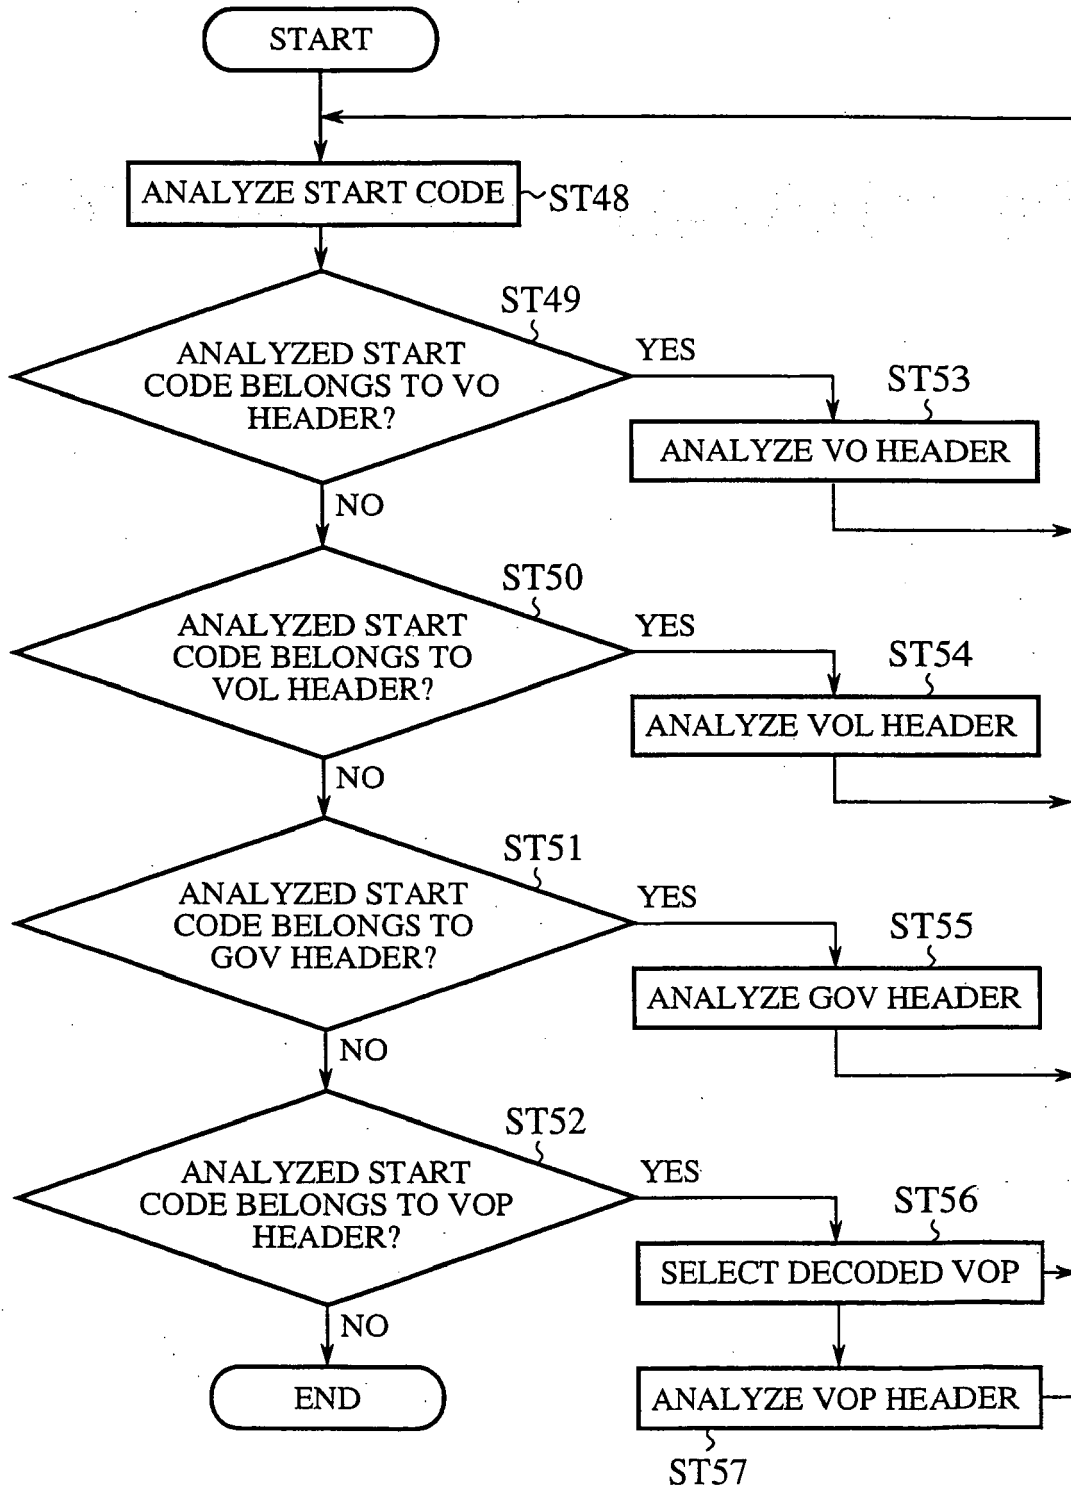 START
ANALYZE START CODE
ST48
ST49
ANALYZED START
CODE BELONGS TO VO
HEADER?
YES
ST53
ANALYZE VO HEADER
NO
ST50
ANALYZED START
CODE BELONGS TO
VOL HEADER?
YES
ST54
ANALYZE VOL HEADER
NO
ST51
ANALYZED START
CODE BELONGS TO
GOV HEADER?
YES
ST55
ANALYZE GOV HEADER
NO
ST52
ANALYZED START
CODE BELONGS TO VOP
HEADER?
YES
ST56
SELECT DECODED VOP
NO
END
ANALYZE VOP HEADER
ST57